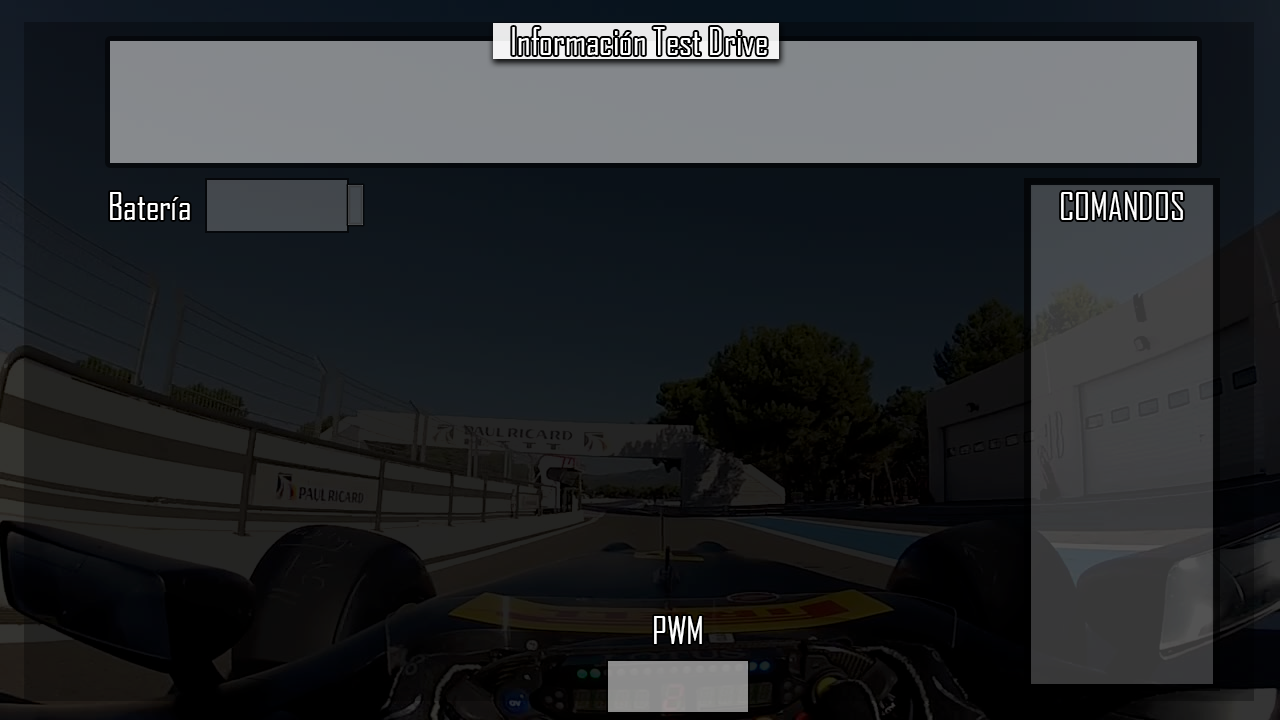 Información Test Drive
Batería
COMANDOS
PAUL RICARD
PAUL RICARD
PWM